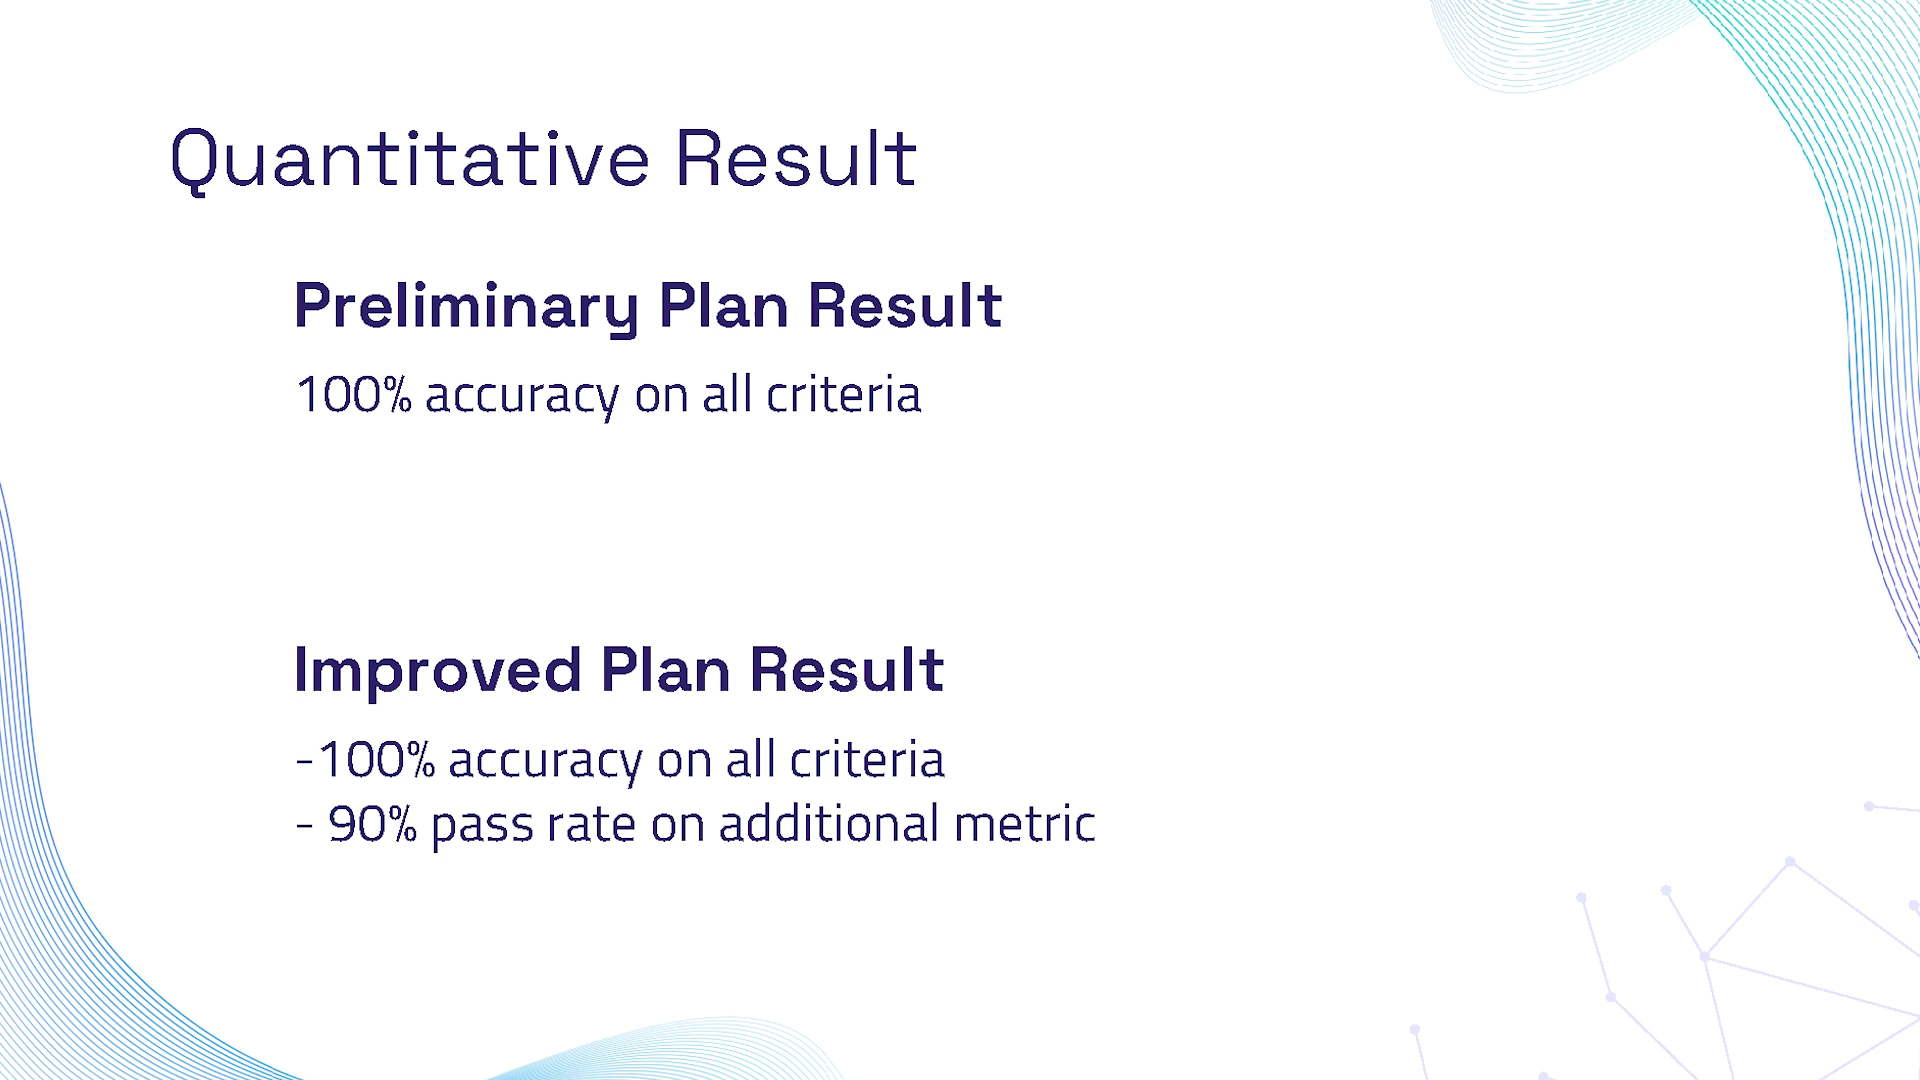 Quantitative Result
Preliminary Plan Result
100% accuracy on all criteria
Improved Plan Result
-100% accuracy on all criteria
- 90% pass rate on additional metric